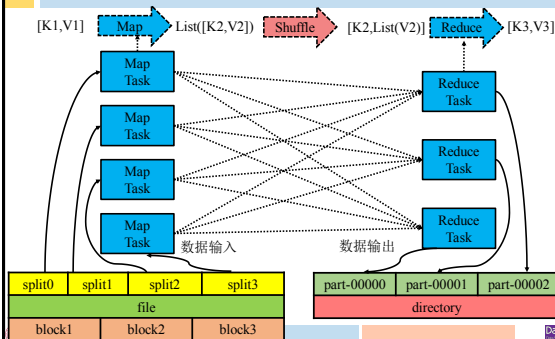 [K1,V1] Map List([K2,V2]) Shuffle [K2,List(V2)] Reduce [K3,V3]
Map
Task
Map
Task
Map
Task
Map
Task
Reduce
Task
Reduce
Task
Reduce
Task
数据输入
数据输出
split0 split1 split2 split3
file
block1 block2 block3
part-00000 part-00001 part-00002
directory
Da